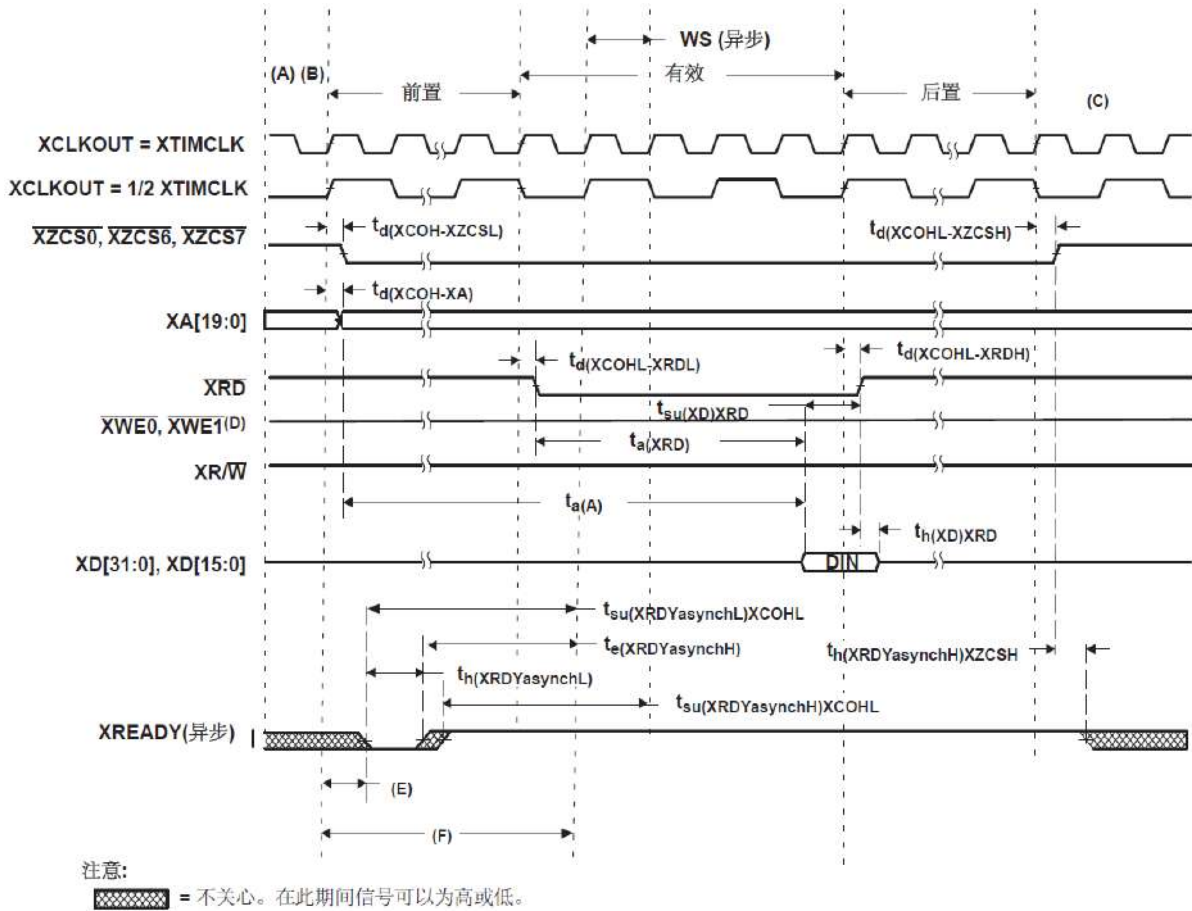 WS (异步)
(A) (B)
有效
前置
后置
(C)
XCLKOUT = XTIMCLK
XCLKOUT = 1/2 XTIMCLK
td(XCOH-XZCSL)
td(XCOHL-XZCSH)
XZCS0, XZCS6, XZCS7
td(XCOH-XA)
XA[19:0]
td(XCOHL-XRDL)
td(XCOHL-XRDH)
XRD
tsu(XD)XRD
XWE0, XWE1(D)
ta(XRD)
XR/W
ta(A)
th(XD)XRD
XD[31:0], XD[15:0]
DIN
tsu(XRDYasynchL)XCOHL
te(XRDYasynchH)
th(XRDYasynchH)XZCSH
th(XRDYasynchL)
tsu(XRDYasynchH)XCOHL
XREADY(异步)
(E)
(F)
注意:
= 不关心。在此期间信号可以为高或低。